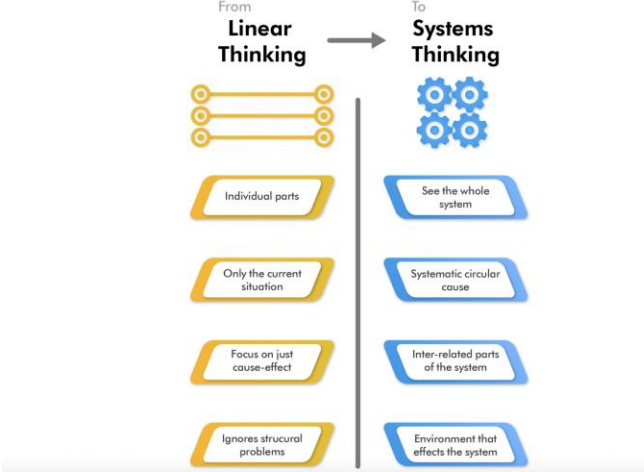 From
Linear
Thinking
To
Systems
Thinking
Individual parts
See the whole
system
Only the current
situation
Systematic circular
cause
Focus on just
cause-effect
Inter-related parts
of the system
Ignores strucural
problems
Environment that
effects the system